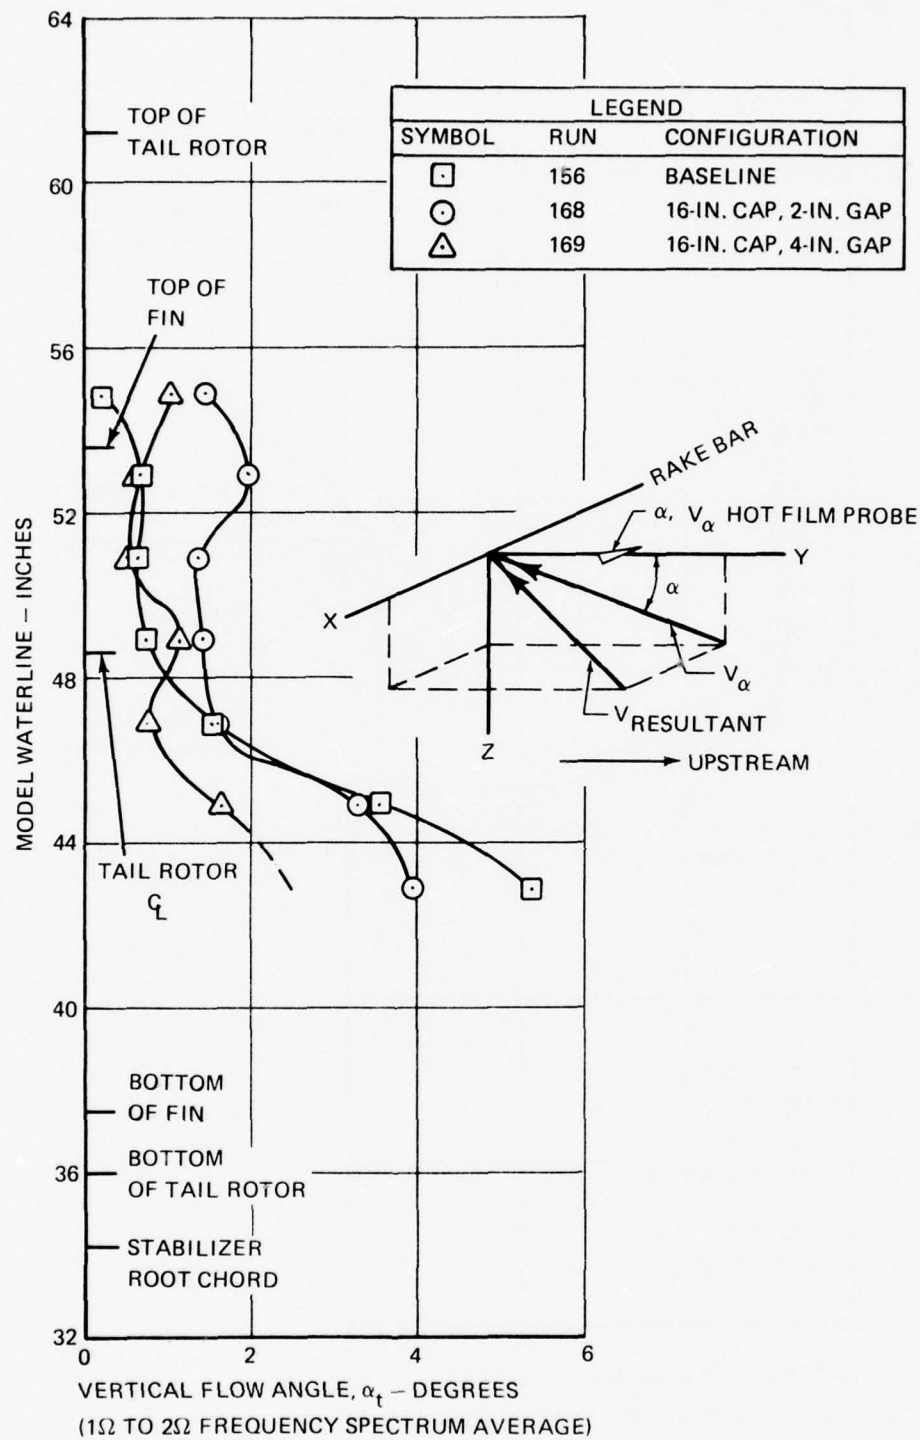 64
TOP OF
TAIL ROTOR
LEGEND
SYMBOL RUN CONFIGURATION
156 BASELINE
168 16-IN. CAP, 2-IN. GAP
169 16-IN. CAP, 4-IN. GAP
60
TOP OF
FIN
56
RAKE BAR
52
α, Vα HOT FILM PROBE
Y
α
X
48
Vα
VRESULTANT
Z
UPSTREAM
MODEL WATERLINE — INCHES
44
TAIL ROTOR
℄
40
BOTTOM
OF FIN
BOTTOM
OF TAIL ROTOR
36
STABILIZER
ROOT CHORD
32
0 2 4 6
VERTICAL FLOW ANGLE, αt — DEGREES
(1Ω TO 2Ω FREQUENCY SPECTRUM AVERAGE)